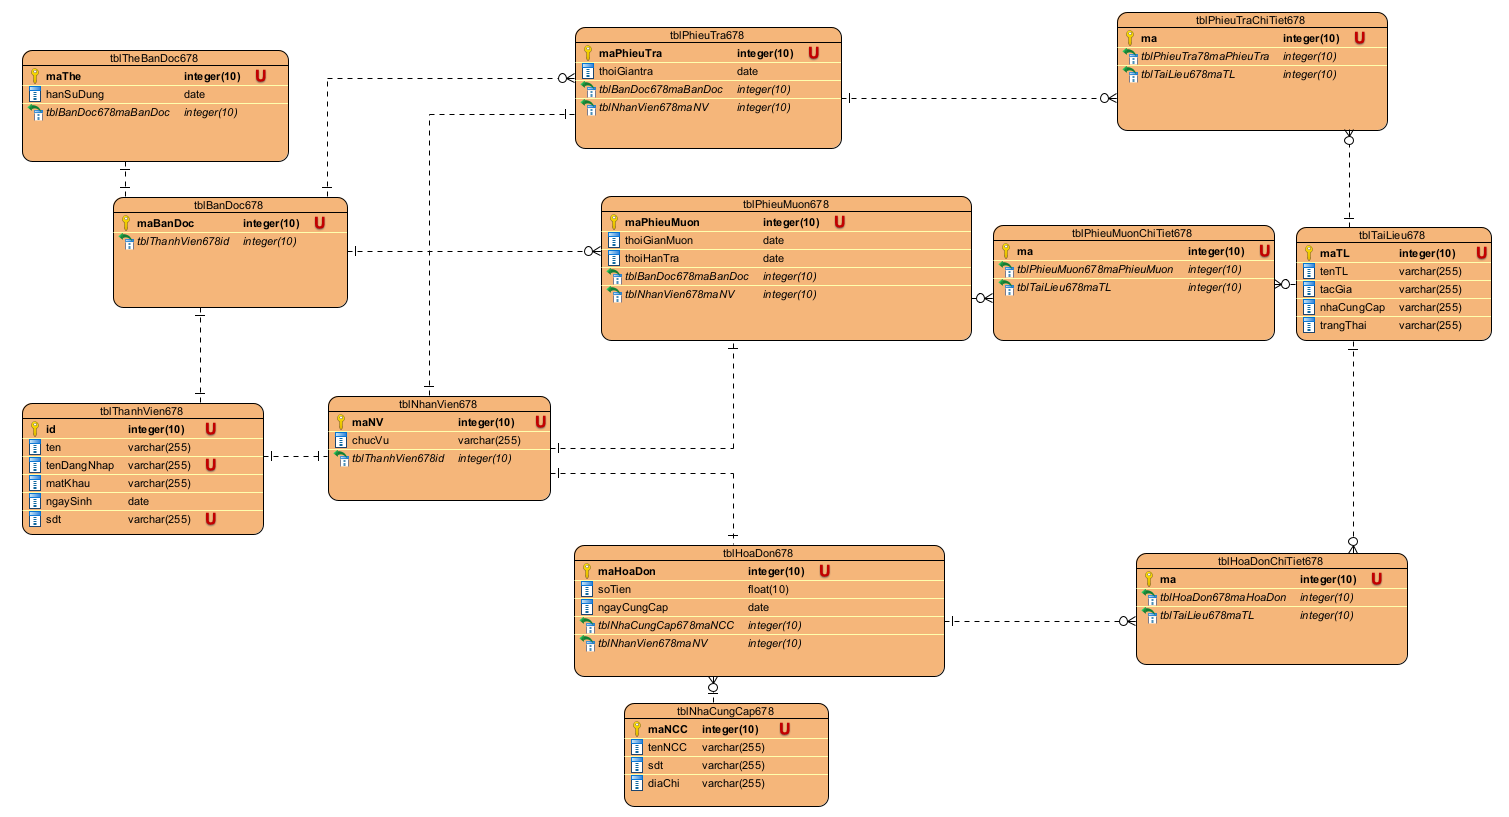 tblTheBanDoc678
maThe integer(10) U
hanSuDung date
tblBanDoc678maBanDoc integer(10)
tblPhieuTra678
maPhieuTra integer(10) U
thoiGiantra date
tblBanDoc678maBanDoc integer(10)
tblNhanVien678maNV integer(10)
tblPhieuTraChiTiet678
ma integer(10) U
tblPhieuTra78maPhieuTra integer(10)
tblTaiLieu678maTL integer(10)
tblBanDoc678
maBanDoc integer(10) U
tblThanhVien678id integer(10)
tblPhieuMuon678
maPhieuMuon integer(10) U
thoiGianMuon date
thoiHanTra date
tblBanDoc678maBanDoc integer(10)
tblNhanVien678maNV integer(10)
tblPhieuMuonChiTiet678
ma integer(10) U
tblPhieuMuon678maPhieuMuon integer(10)
tblTaiLieu678maTL integer(10)
tblTaiLieu678
maTL integer(10) U
tenTL varchar(255)
tacGia varchar(255)
nhaCungCap varchar(255)
trangThai varchar(255)
tblThanhVien678
id integer(10) U
ten varchar(255)
tenDangNhap varchar(255) U
matKhau varchar(255)
ngaySinh date
sdt varchar(255) U
tblNhanVien678
maNV integer(10) U
chucVu varchar(255)
tblThanhVien678id integer(10)
tblHoaDon678
maHoaDon integer(10) U
soTien float(10)
ngayCungCap date
tblNhaCungCap678maNCC integer(10)
tblNhanVien678maNV integer(10)
tblHoaDonChiTiet678
ma integer(10) U
tblHoaDon678maHoaDon integer(10)
tblTaiLieu678maTL integer(10)
tblNhaCungCap678
maNCC integer(10) U
tenNCC varchar(255)
sdt varchar(255)
diaChi varchar(255)